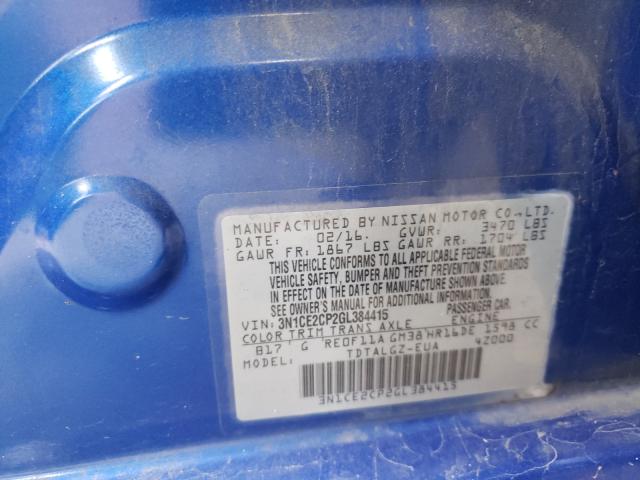 MANUFACTURED BY NISSAN MOTOR CO.,LTD.
DATE: 02/16. GVWR: 3470 LBS
GAWR FR: 1867 LBS GAWR RR: 1704 LBS
THIS VEHICLE CONFORMS TO ALL APPLICABLE FEDERAL MOTOR
VEHICLE SAFETY, BUMPER AND THEFT PREVENTION STANDARDS
IN EFFECT ON THE DATE OF MANUFACTURE SHOWN ABOVE.
SEE OWNER'S MANUAL FOR ADDITIONAL INFORMATION.
VIN: 3N1CE2CP2GL384415 PASSENGER CAR
COLOR TRIM TRANS AXLE ENGINE
B17 G RE0F11A GM38 HR16DE 1598 CC
MODEL: TDTALGZ-EUA 4Z000
3N1CE2CP2GL384415